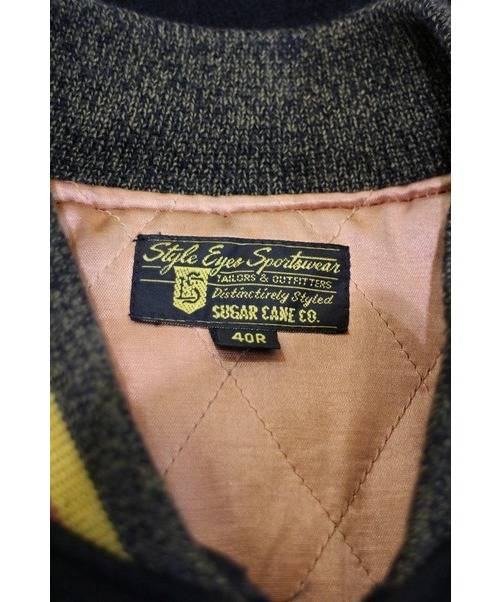 Style Eyes Sportswear
TAILORS & OUTFITTERS
Distinctively Styled
SUGAR CANE CO.
40R